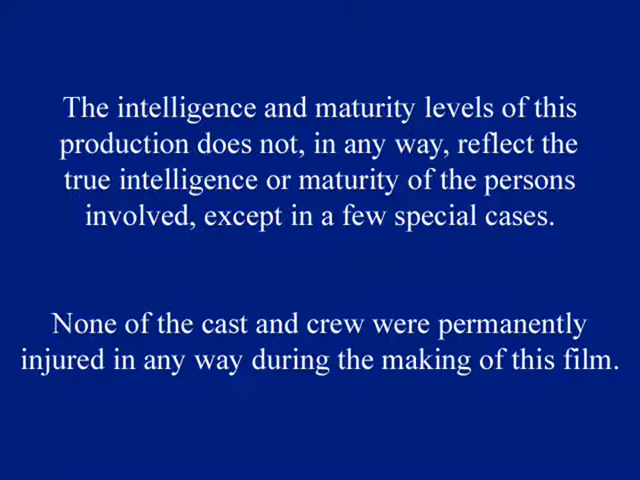 The intelligence and maturity levels of this
production does not, in any way, reflect the
true intelligence or maturity of the persons
involved, except in a few special cases.
None of the cast and crew were permanently
injured in any way during the making of this film.